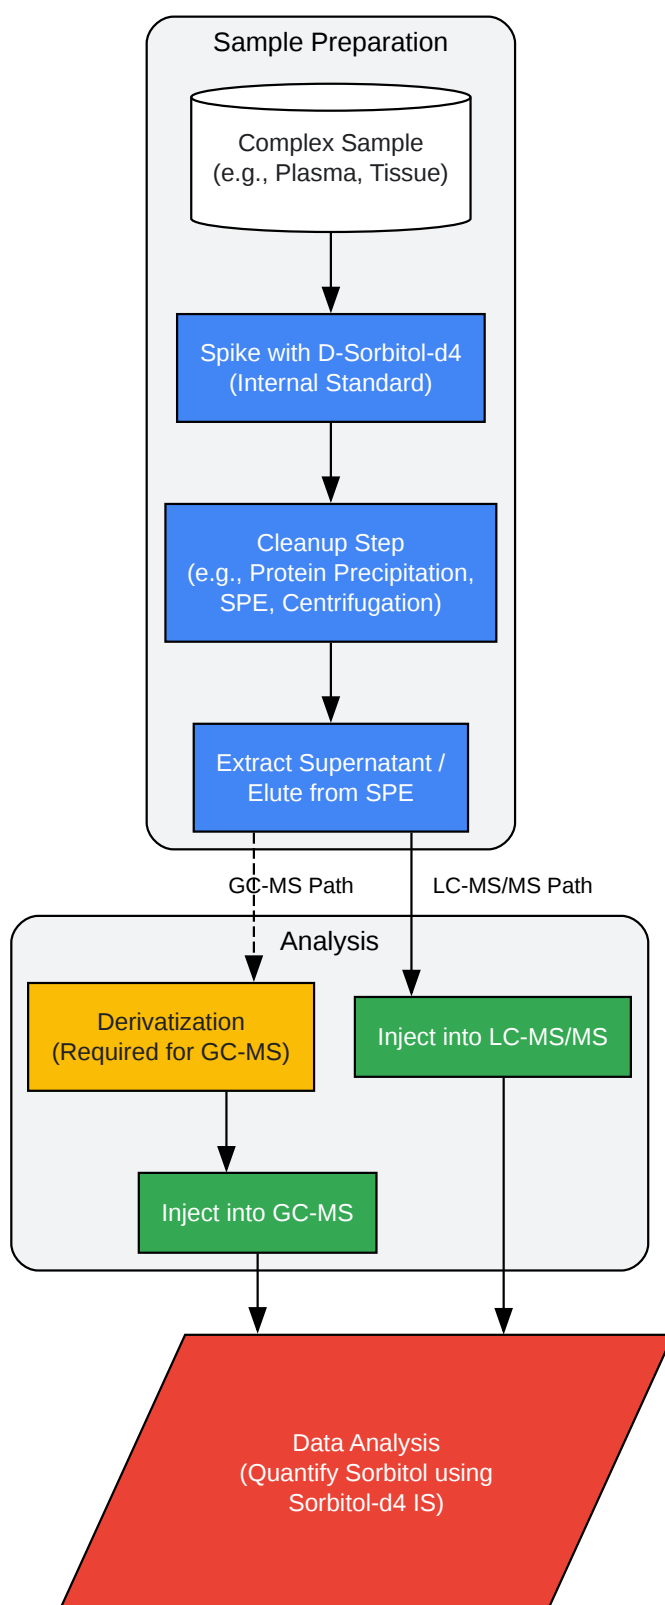 Sample Preparation
Complex Sample
(e.g., Plasma, Tissue)
Spike with D-Sorbitol-d4
(Internal Standard)
Cleanup Step
(e.g., Protein Precipitation,
SPE, Centrifugation)
Extract Supernatant /
Elute from SPE
GC-MS Path
LC-MS/MS Path
Analysis
Derivatization
(Required for GC-MS)
Inject into LC-MS/MS
Inject into GC-MS
Data Analysis
(Quantify Sorbitol using
Sorbitol-d4 IS)